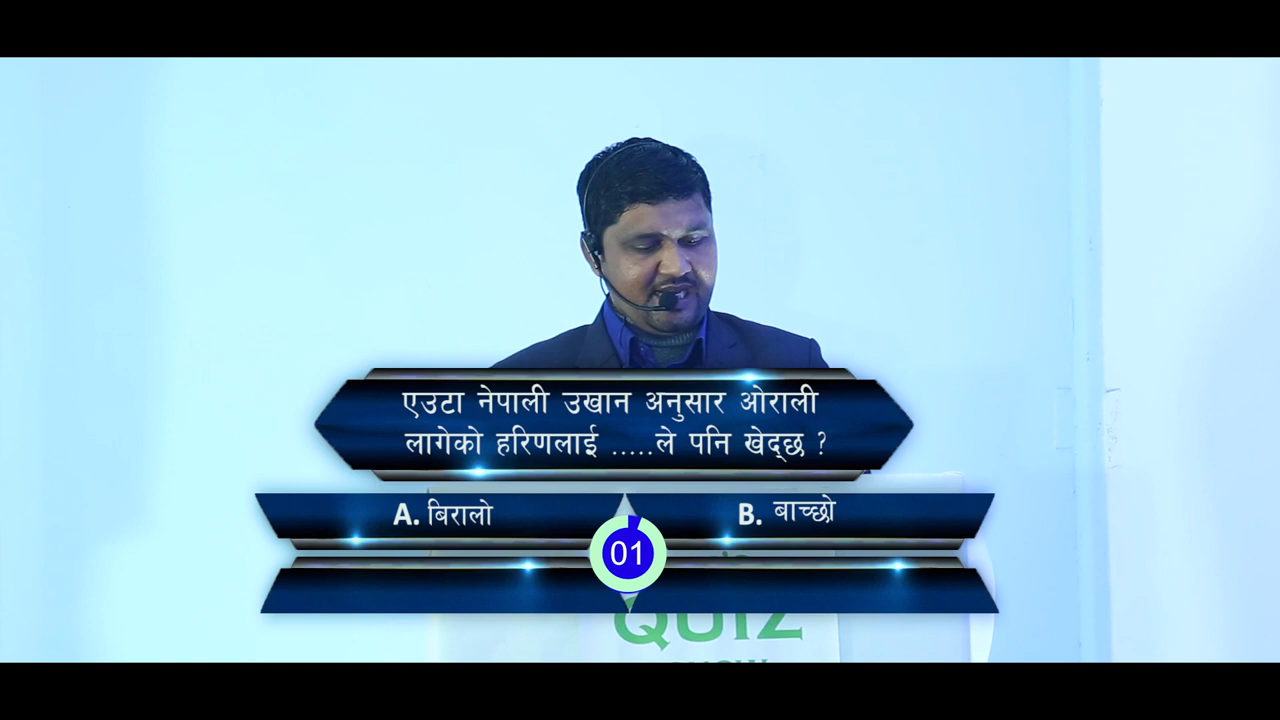 एउटा नेपाली उखान अनुसार ओराली
लागेको हरिणलाई .....ले पनि खेद्छ ?
A. बिरालो
B. बाच्छो
01
QUIZ